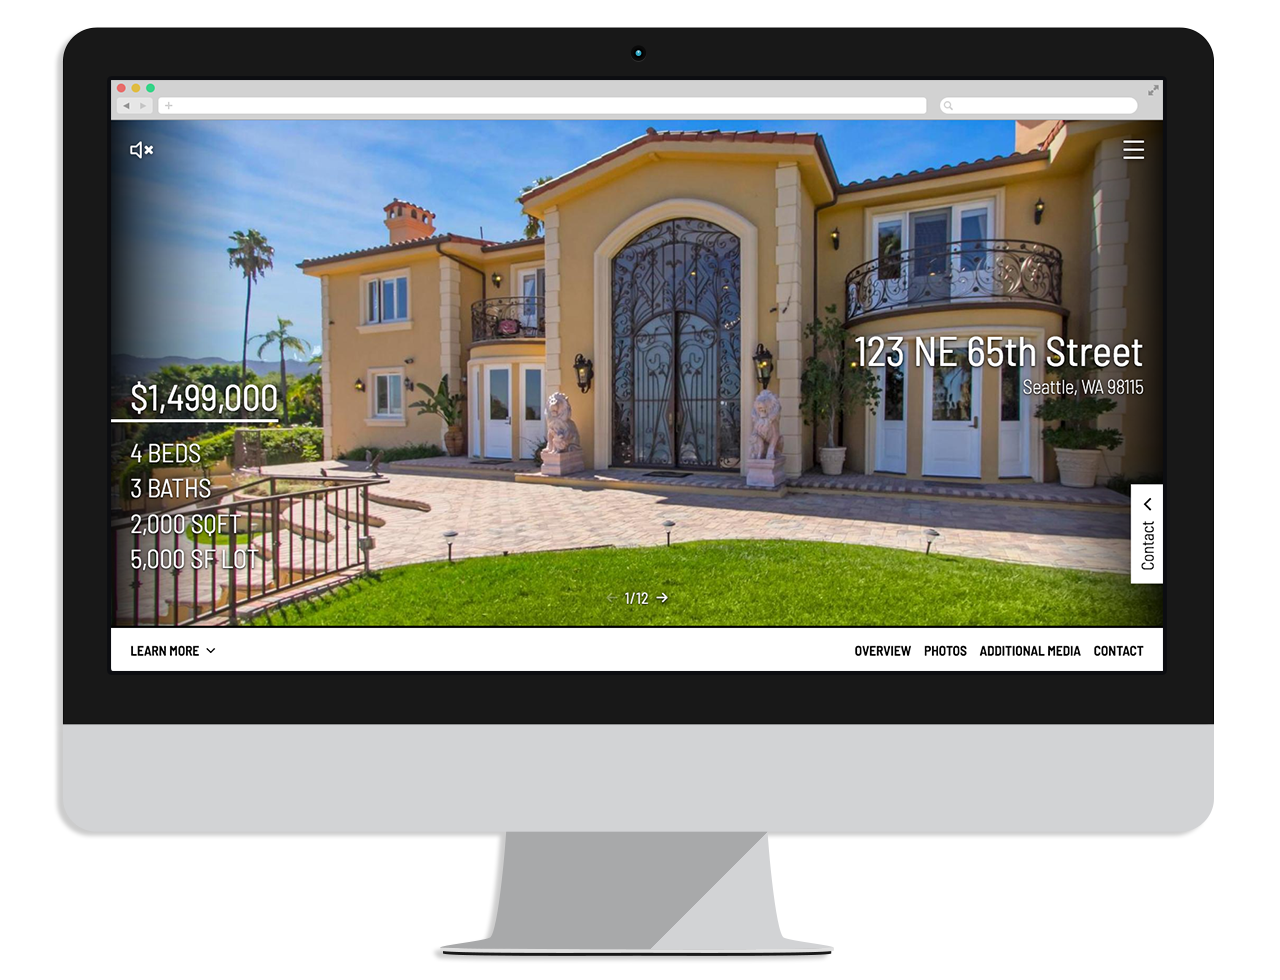 123 NE 65th Street
Seattle, WA 98115
$1,499,000
4 BEDS
3 BATHS
2,000 SQFT
5,000 SF LOT
Contact
1/12
LEARN MORE
OVERVIEW PHOTOS ADDITIONAL MEDIA CONTACT